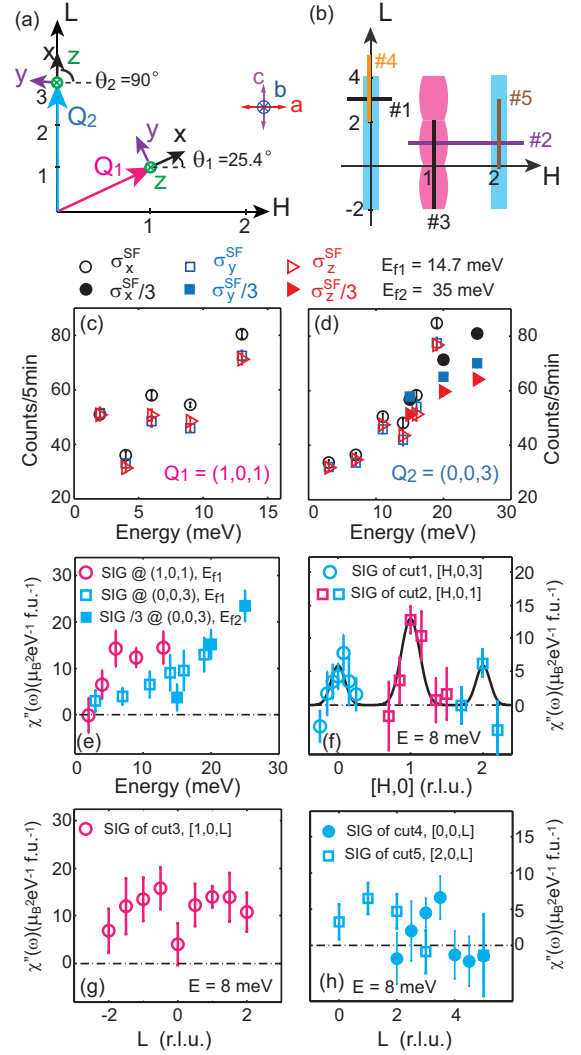 (a)
L
x
z
y
θ2 =90°
3
Q2
2
1
c
b
a
y
x
Q1
z
θ1 =25.4°
1
2
H
(b)
L
4
#4
#5
2
#1
#2
1
2
H
-2
#3
σxSF σySF σzSF Ef1 = 14.7 meV
σxSF/3 σySF/3 σzSF/3 Ef2 = 35 meV
(c)
Counts/5min
80
60
40
20
Q1 = (1,0,1)
0 5 10 15
Energy (meV)
(d)
80
60
40
20
Counts/5min
Q2 = (0,0,3)
0 10 20 30
Energy (meV)
χ"(ω)(μB2eV-1 f.u.-1)
30
20
10
0
SIG @ (1,0,1), Ef1
SIG @ (0,0,3), Ef1
SIG /3 @ (0,0,3), Ef2
(e)
0 10 20 30
Energy (meV)
SIG of cut1, [H,0,3]
SIG of cut2, [H,0,1]
20
10
0
χ"(ω)(μB2eV-1 f.u.-1)
(f)
E = 8 meV
0 1 2
[H,0] (r.l.u.)
χ"(ω)(μB2eV-1 f.u.-1)
30
20
10
0
SIG of cut3, [1,0,L]
(g)
E = 8 meV
-2 0 2
L (r.l.u.)
SIG of cut4, [0,0,L]
SIG of cut5, [2,0,L]
15
10
5
0
χ"(ω)(μB2eV-1 f.u.-1)
(h)
E = 8 meV
0 2 4
L (r.l.u.)